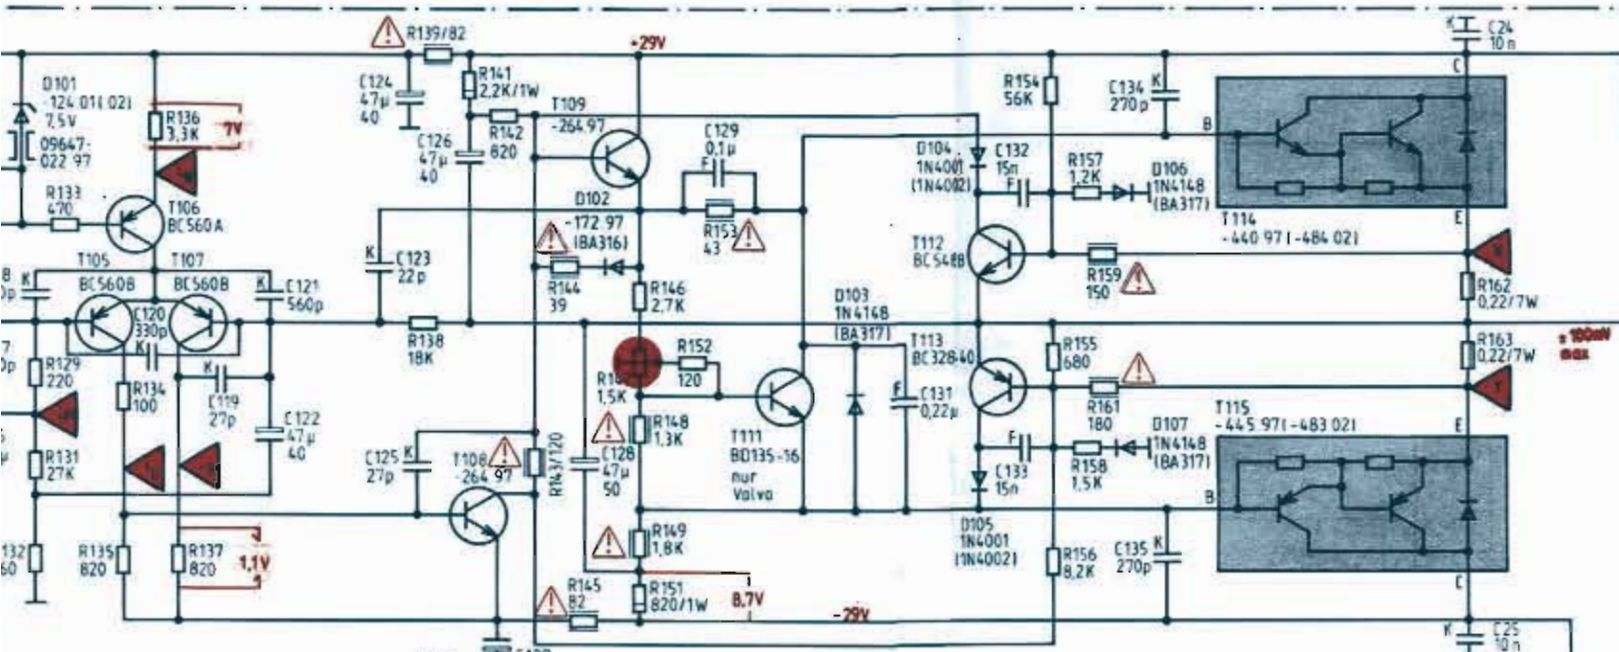 R139/82
+29V
K
C24
10n
D101
-124 01(02)
7,5V
09647-
022 97
R136
3,3K
7V
C124
47µ
40
R141
2,2K/1W
R142
820
T109
-264 97
C126
47µ
40
C129
0,1µ
F
R154
56K
C134
270p
K
C
B
D104
1N4001
(1N4002)
C132
15n
F
R157
1,2K
D106
1N4148
(BA317)
R133
470
T106
BC560A
D102
-172.97
(BA316)
R153
43
E
T114
-440 97(-484 02)
T112
BC548B
K
C123
22p
T105
BC560B
T107
BC560B
K
K
C121
560p
R144
39
R146
2,7K
R159
150
R162
0,22/7W
C120
330p
K
D103
1N4148
(BA317)
R138
18K
T113
BC328-40
R155
680
R163
0,22/7W
±100mV
max
R129
220
R134
100
K
C119
27p
R152
120
1,5K
F
C131
0,22µ
R161
180
C122
47µ
40
R148
1,3K
T111
BD135-16
nur
Valvo
D107
1N4148
(BA317)
T115
-445 97(-483 02)
E
R131
27K
C125
27p
K
T108
-264 97
R143/120
C128
47µ
50
F
C133
15n
R158
1,5K
B
R135
820
R137
820
1,1V
R149
1,8K
D105
1N4001
(1N4002)
R156
8,2K
C135
270p
K
C
R145
82
R151
820/1W
8,7V
-29V
K
C25
10n